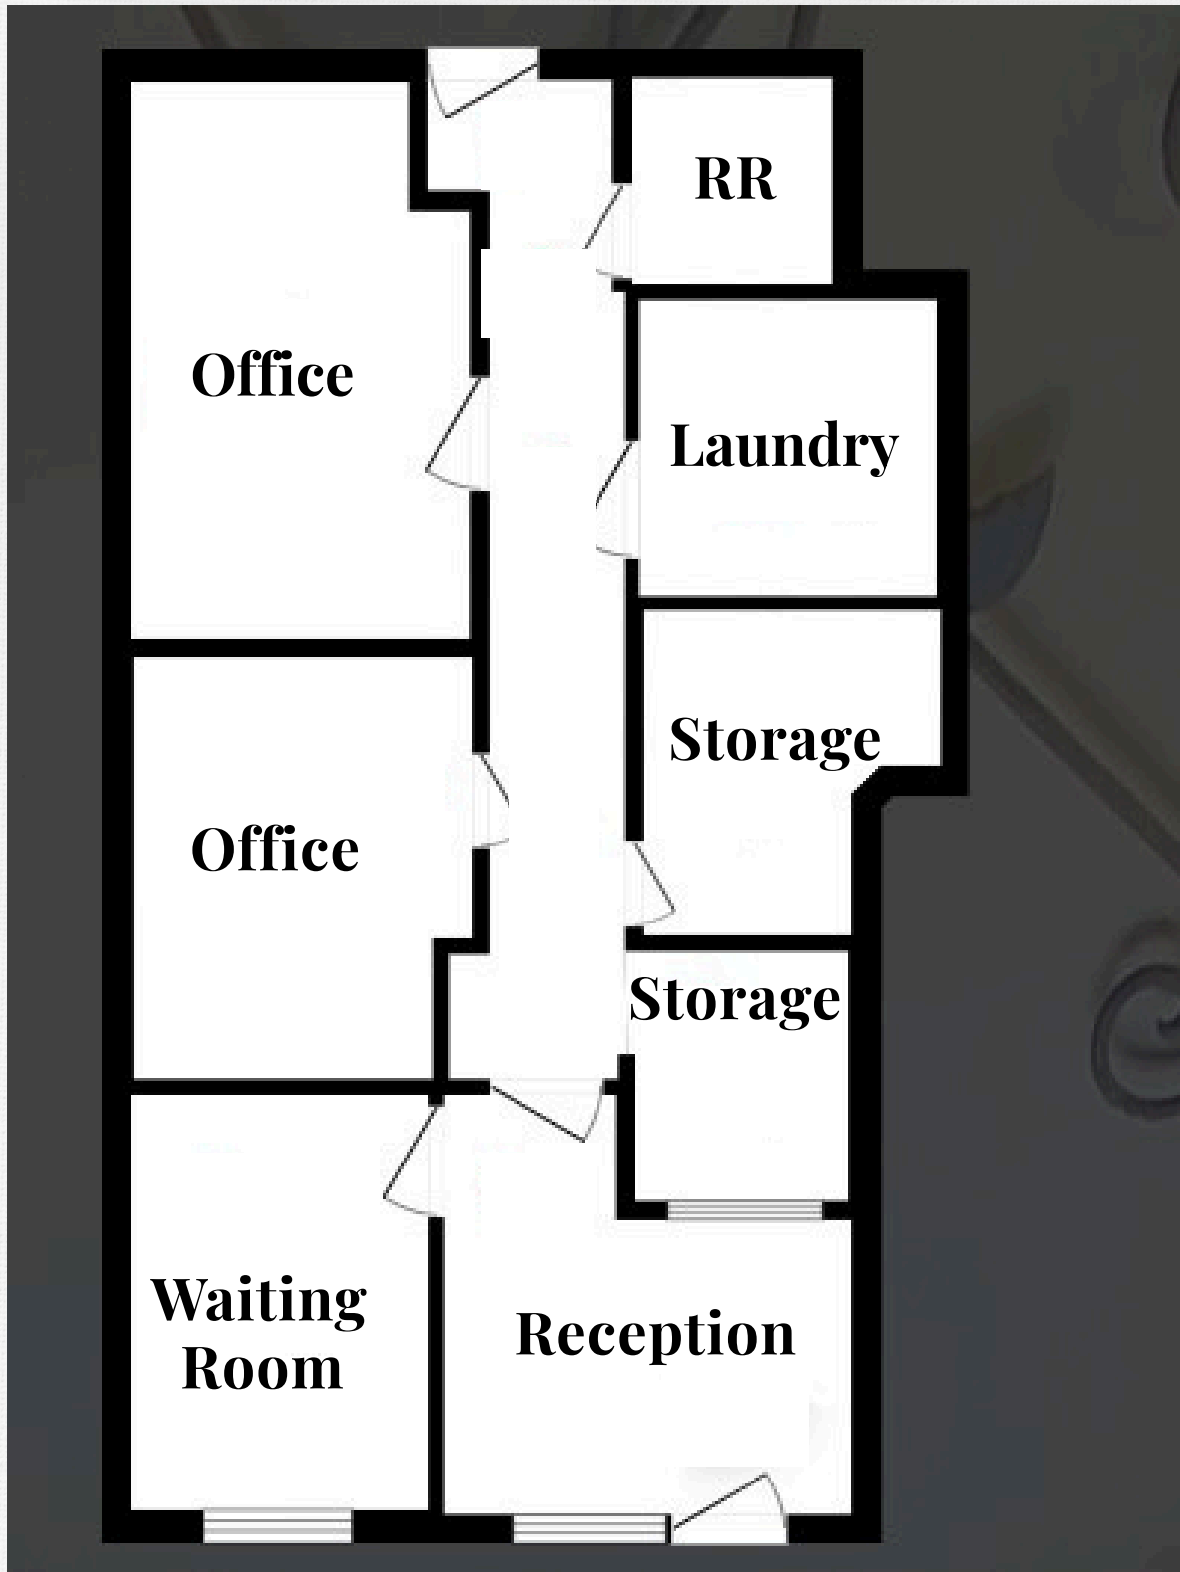 RR
Office
Laundry
Storage
Office
Storage
Waiting
Room
Reception